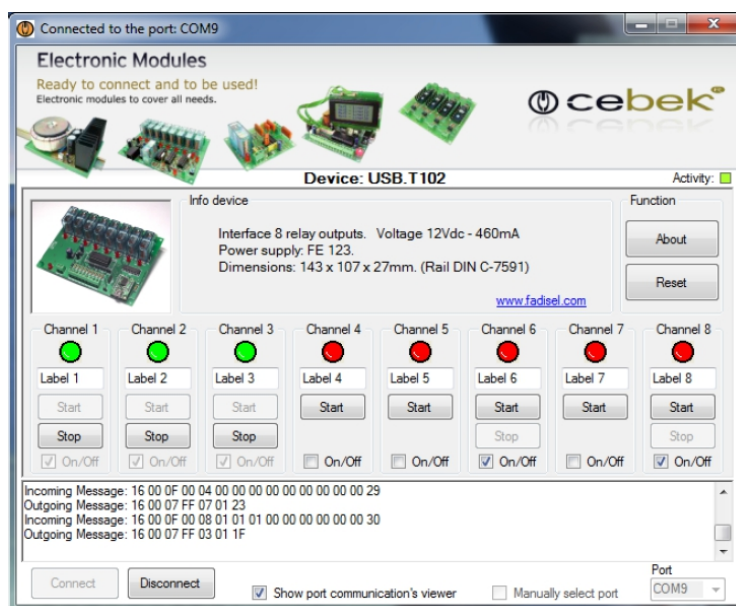 Connected to the port: COM9
Electronic Modules
Ready to connect and to be used!
Electronic modules to cover all needs.
cebek
Device: USB.T102
Activity:
Info device
Function
Interface 8 relay outputs. Voltage 12Vdc - 460mA
Power supply: FE 123.
Dimensions: 143 x 107 x 27mm. (Rail DIN C-7591)
www.fadisel.com
About
Reset
Channel 1 Channel 2 Channel 3 Channel 4 Channel 5 Channel 6 Channel 7 Channel 8
Label 1 Label 2 Label 3 Label 4 Label 5 Label 6 Label 7 Label 8
Start Start Start Start Start Start Start Start
Stop Stop Stop Stop Stop
On/Off On/Off On/Off On/Off On/Off On/Off On/Off On/Off
Incoming Message: 16 00 0F 00 04 00 00 00 00 00 00 00 00 00 29
Outgoing Message: 16 00 07 FF 07 01 23
Incoming Message: 16 00 0F 00 08 01 01 01 00 00 00 00 00 00 30
Outgoing Message: 16 00 07 FF 03 01 1F
Connect
Disconnect
Show port communication's viewer
Manually select port
Port
COM9